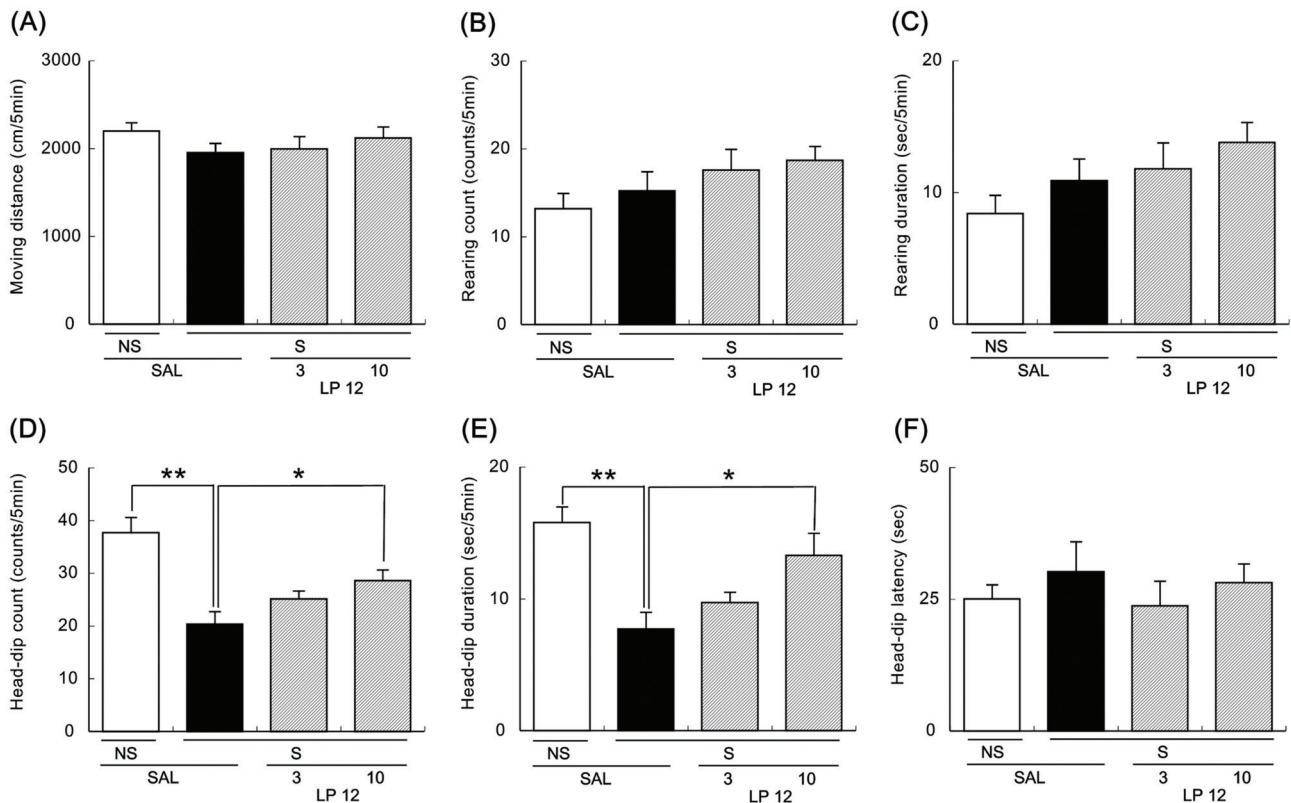 (A)
Moving distance (cm/5min)
3000
2000
1000
0
NS
S
SAL
3
10
LP 12
(B)
Rearing count (counts/5min)
30
20
10
0
NS
S
SAL
3
10
LP 12
(C)
Rearing duration (sec/5min)
20
10
0
NS
S
SAL
3
10
LP 12
(D)
Head-dip count (counts/5min)
50
40
30
20
10
0
**
*
NS
S
SAL
3
10
LP 12
(E)
Head-dip duration (sec/5min)
20
10
0
**
*
NS
S
SAL
3
10
LP 12
(F)
Head-dip latency (sec)
50
25
0
NS
S
SAL
3
10
LP 12